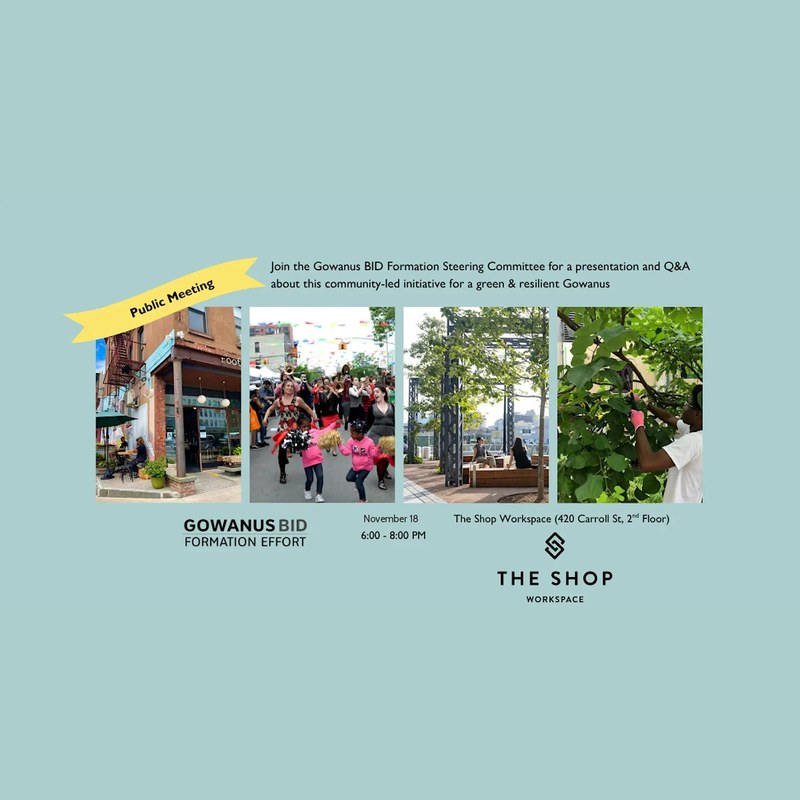 Join the Gowanus BID Formation Steering Committee for a presentation and Q&A
about this community-led initiative for a green & resilient Gowanus
Public Meeting
GOWANUS BID
FORMATION EFFORT
November 18
6:00 - 8:00 PM
The Shop Workspace (420 Carroll St, 2nd Floor)
THE SHOP
WORKSPACE